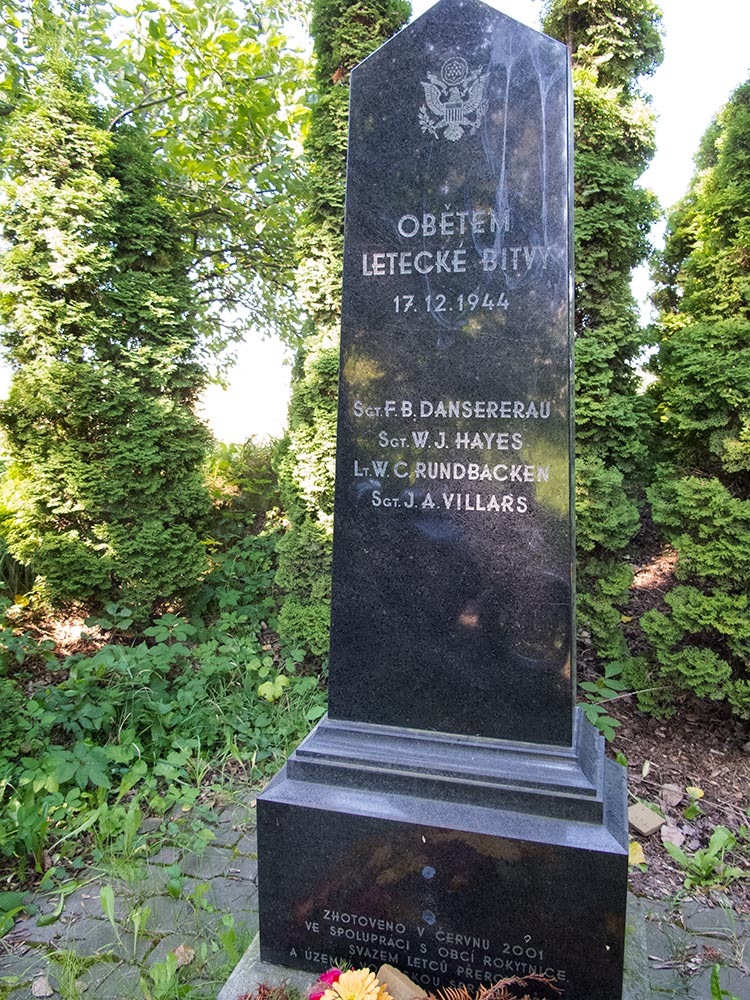 OBĚTEM
LETECKÉ BITVY
17.12.1944
SGT. F. B. DANSERERAU
SGT. W. J. HAYES
LT. W. C. RUNDBACKEN
SGT. J. A. VILLARS
ZHOTOVENO V ČERVNU 2001
VE SPOLUPRÁCI S OBCÍ ROKYTNICE
SVAZEM LETCŮ PŘEROV
A ÚZEMNÍ